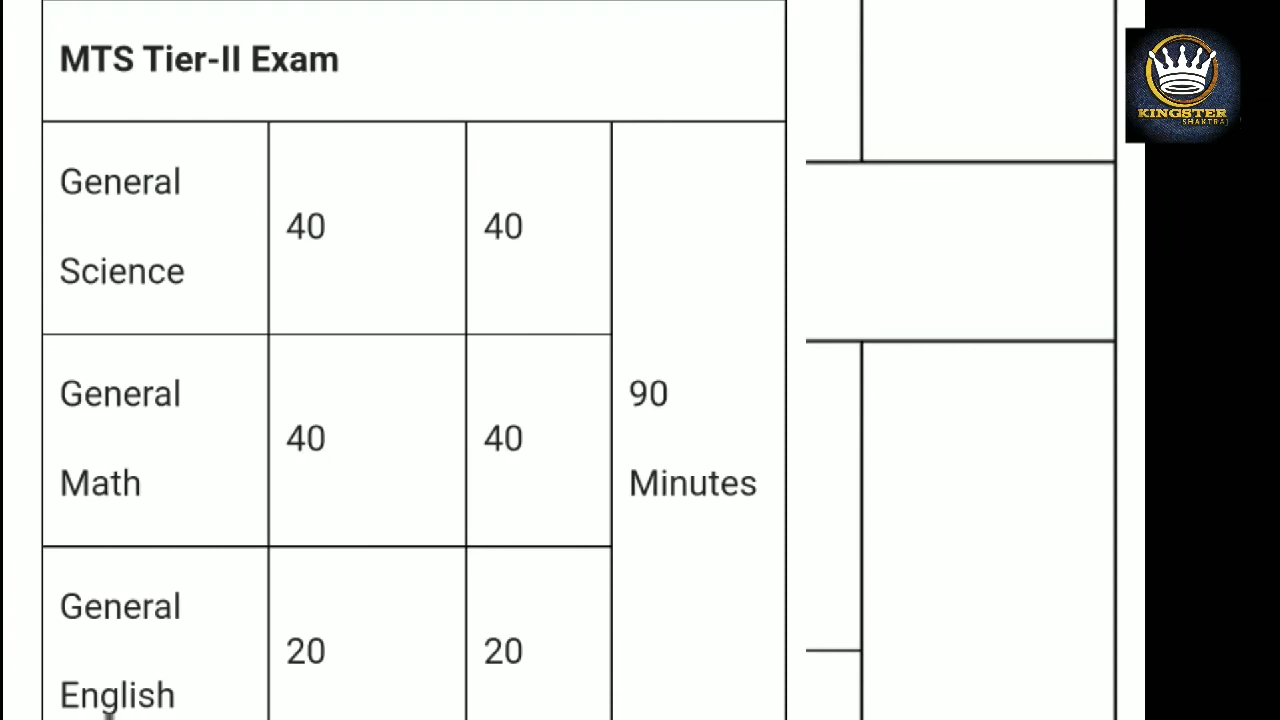 MTS Tier-II Exam
General
Science
40
40
General
Math
40
40
90
Minutes
General
English
20
20
KINGSTER
SHAKTRAJ